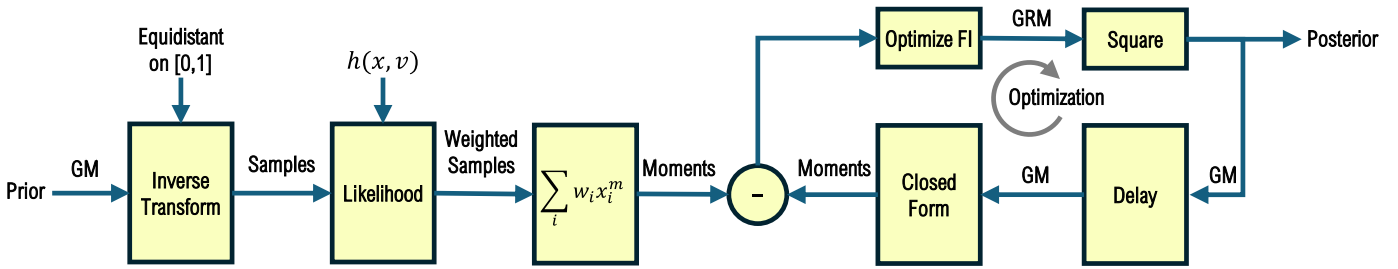 Prior
GM
Equidistant
on [0,1]
Inverse
Transform
Samples
h(x, v)
Likelihood
Weighted
Samples
∑_i w_i x_i^m
Moments
-
Optimize FI
GRM
Square
Posterior
Optimization
Moments
Closed
Form
GM
Delay
GM